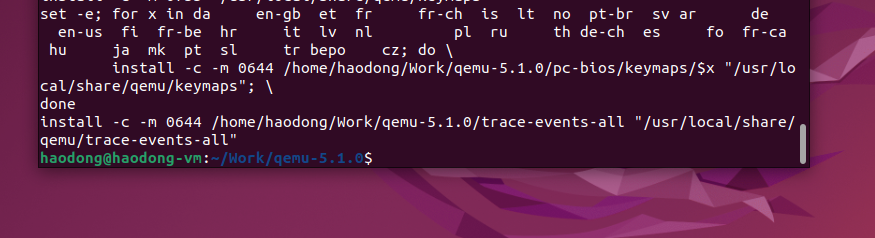 set -e; for x in da     en-gb  et  fr     fr-ch  is  lt  no  pt-br  sv ar      de
  en-us  fi  fr-be  hr     it  lv  nl         pl  ru     th de-ch  es     fo  fr-ca
 hu     ja  mk  pt  sl     tr bepo    cz; do \
        install -c -m 0644 /home/haodong/Work/qemu-5.1.0/pc-bios/keymaps/$x "/usr/lo
cal/share/qemu/keymaps"; \
done
install -c -m 0644 /home/haodong/Work/qemu-5.1.0/trace-events-all "/usr/local/share/
qemu/trace-events-all"
haodong@haodong-vm:~/Work/qemu-5.1.0$